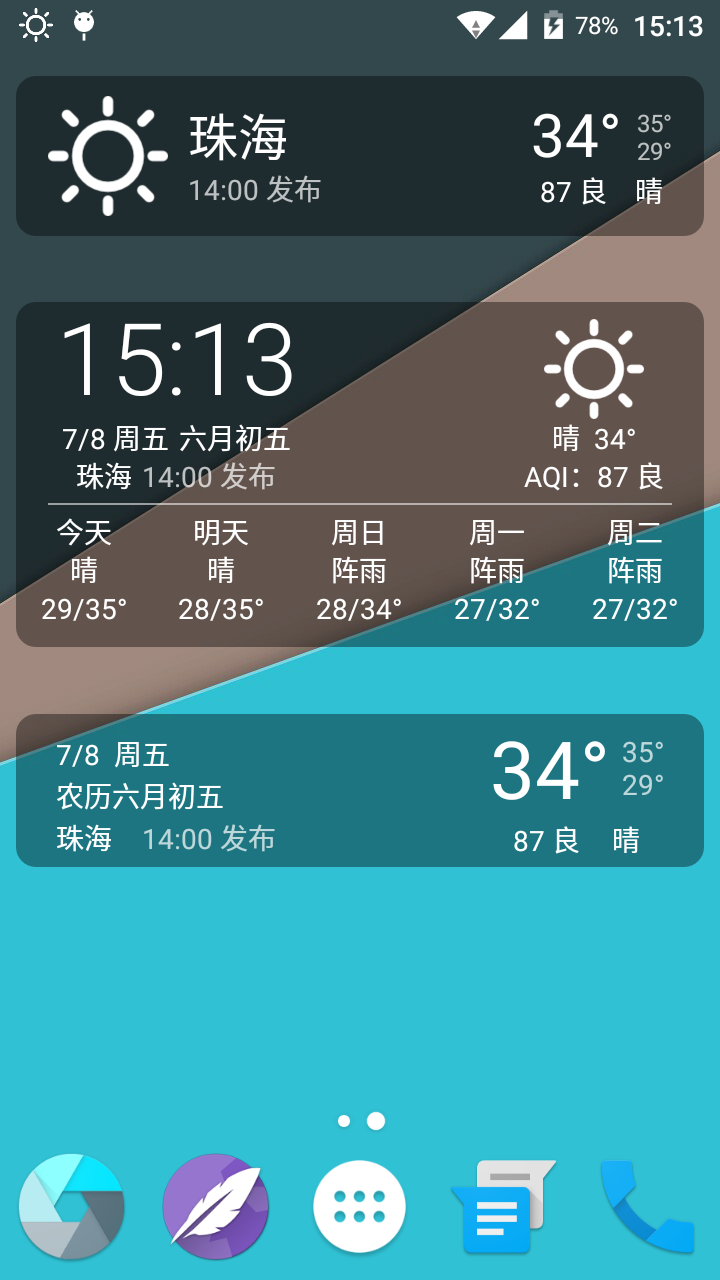 78% 15:13
珠海 34° 35°
29°
14:00 发布 87 良 晴
15:13
7/8 周五 六月初五 晴 34°
珠海 14:00 发布 AQI：87 良
今天 明天 周日 周一 周二
晴 晴 阵雨 阵雨 阵雨
29/35° 28/35° 28/34° 27/32° 27/32°
7/8 周五 34° 35°
农历六月初五 29°
珠海 14:00 发布 87 良 晴